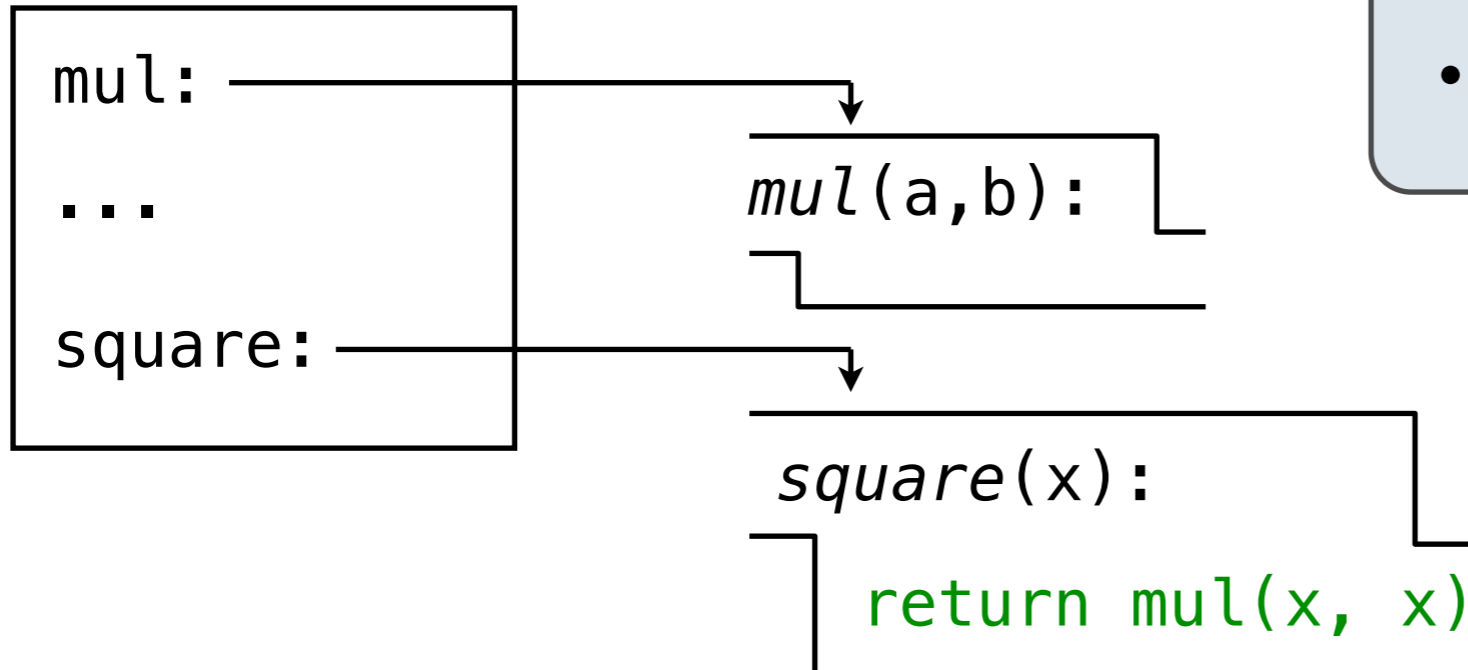 mul:
...
square:
mul(a,b):
square(x):
return mul(x, x)
•